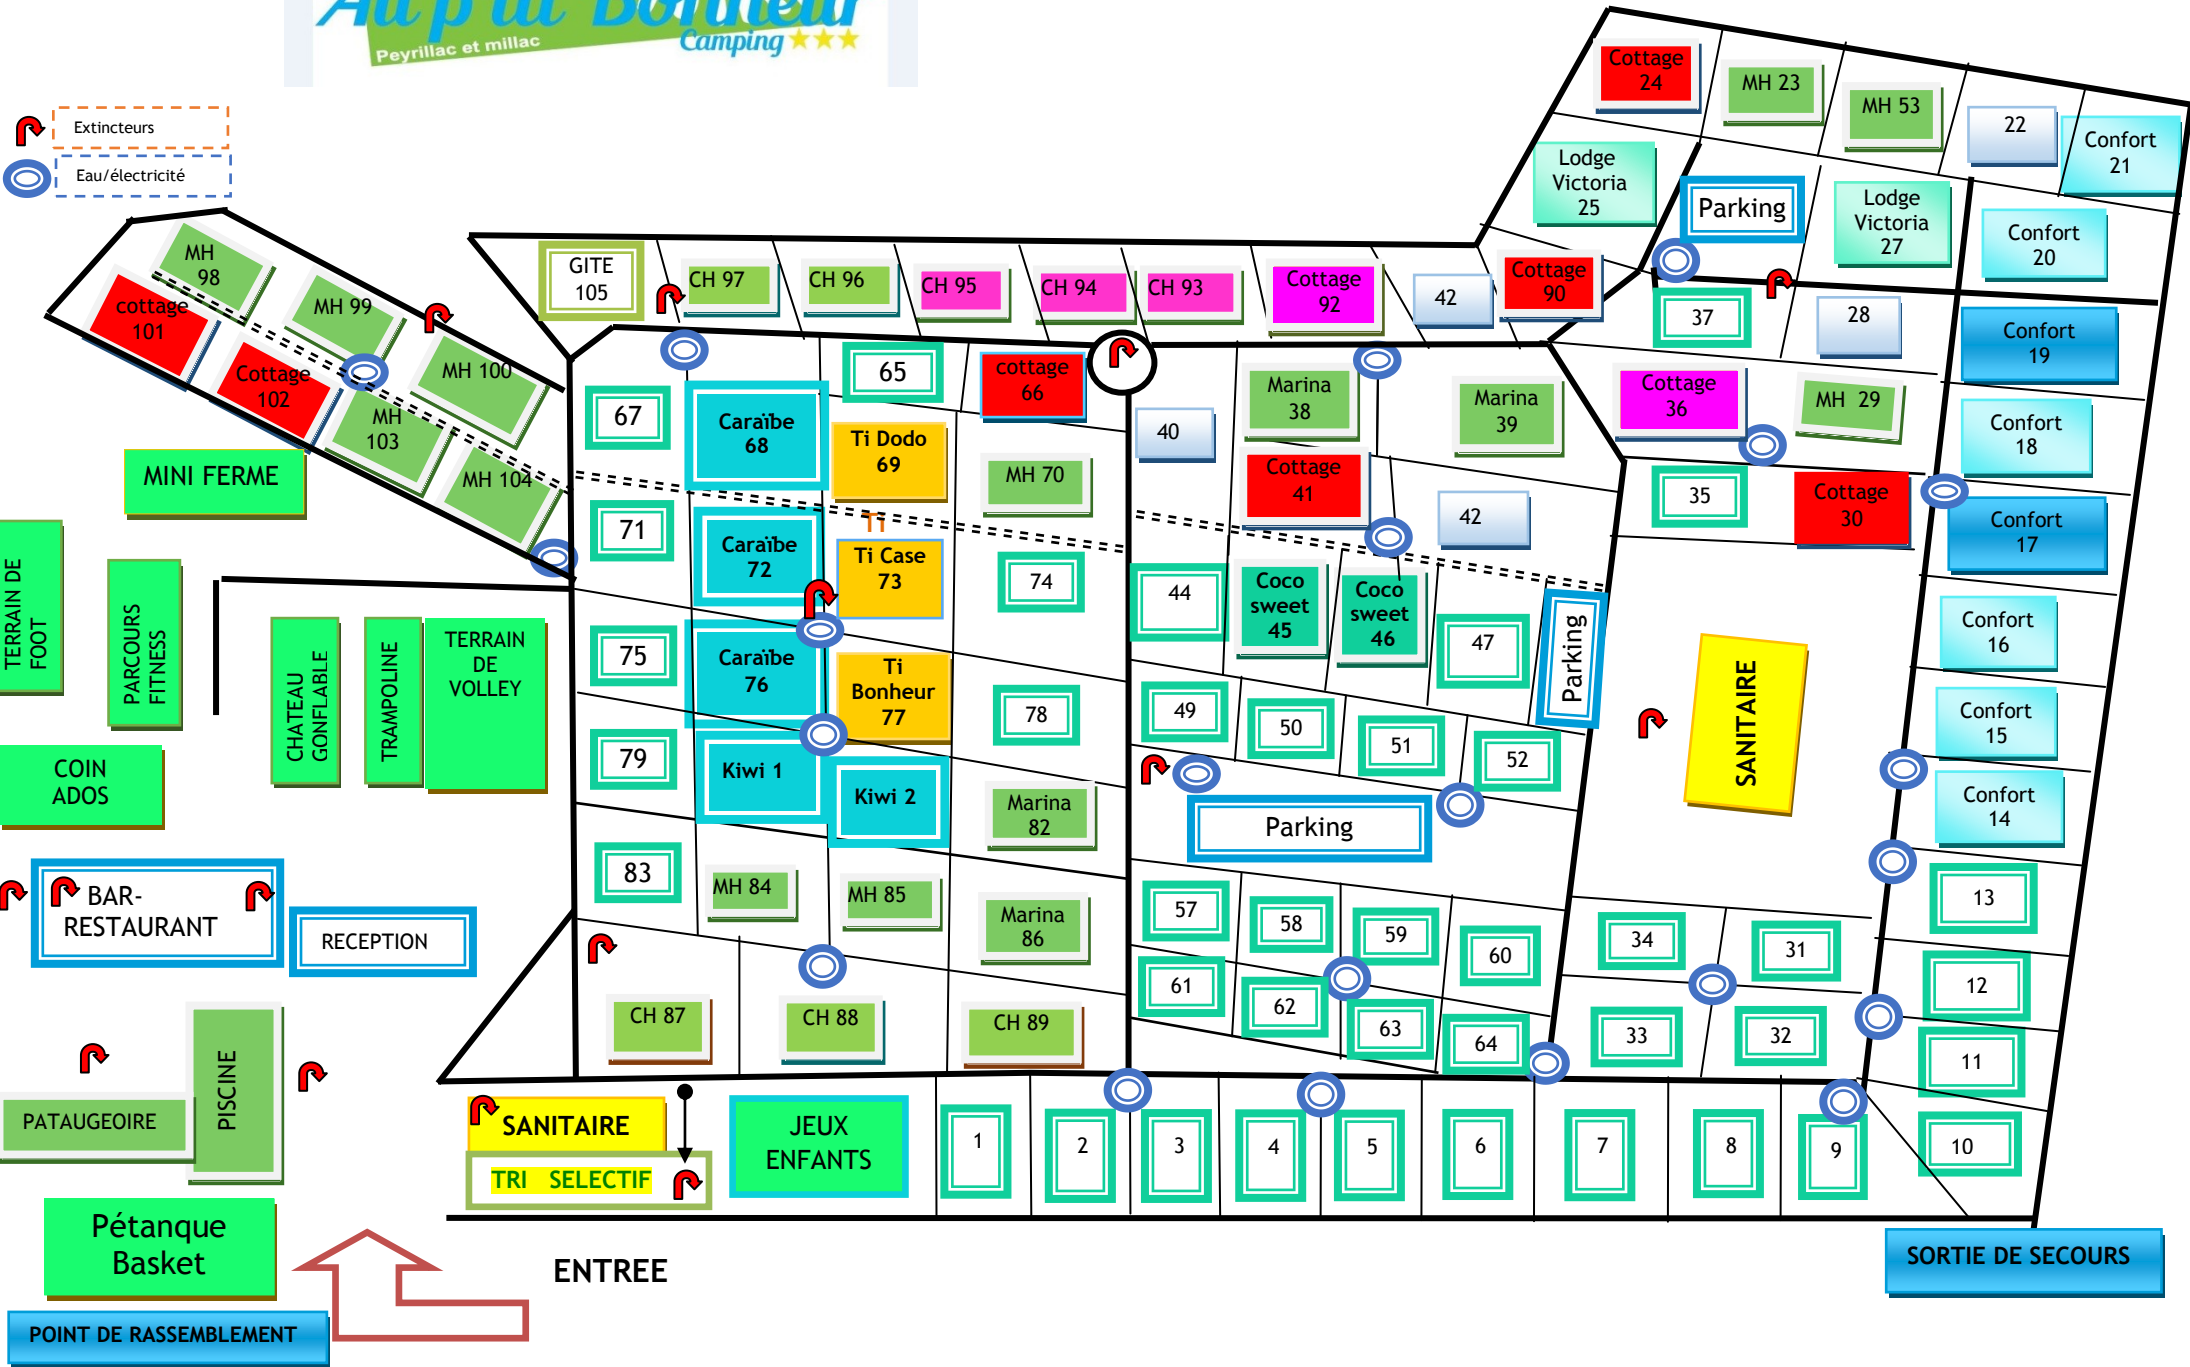 Au p'tit Bonheur
Peyrillac et millac
Camping
Extincteurs
Eau/électricité
Cottage
24
MH 23
MH 53
22
Confort
21
Lodge
Victoria
25
Parking
Lodge
Victoria
27
Confort
20
MH
98
cottage
101
MH 99
Cottage
102
MH 100
MH
103
MH 104
GITE
105
CH 97
CH 96
CH 95
CH 94
CH 93
Cottage
92
42
Cottage
90
37
28
Confort
19
67
Caraïbe
68
65
cottage
66
Ti Dodo
69
MH 70
40
Marina
38
Marina
39
Cottage
36
MH 29
Confort
18
Cottage
41
42
35
Cottage
30
Confort
17
MINI FERME
71
Caraïbe
72
Ti
Ti Case
73
74
44
Coco
sweet
45
Coco
sweet
46
47
Parking
SANITAIRE
Confort
16
TERRAIN DE
FOOT
PARCOURS
FITNESS
CHATEAU
GONFLABLE
TRAMPOLINE
TERRAIN
DE
VOLLEY
75
Caraïbe
76
Ti
Bonheur
77
78
49
50
51
52
Confort
15
COIN
ADOS
79
Kiwi 1
Kiwi 2
Marina
82
Parking
Confort
14
BAR-
RESTAURANT
RECEPTION
83
MH 84
MH 85
Marina
86
57
58
59
60
34
31
13
61
62
63
64
33
32
12
11
PISCINE
PATAUGEOIRE
CH 87
CH 88
CH 89
SANITAIRE
TRI SELECTIF
JEUX
ENFANTS
1
2
3
4
5
6
7
8
9
10
Pétanque
Basket
ENTREE
SORTIE DE SECOURS
POINT DE RASSEMBLEMENT